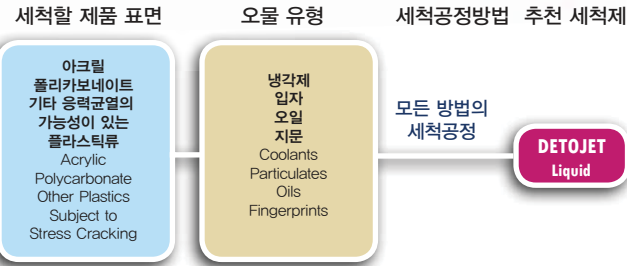 세척할 제품 표면
오물 유형
세척공정방법
추천 세척제
아크릴
폴리카보네이트
기타 응력균열의
가능성이 있는
플라스틱류
Acrylic
Polycarbonate
Other Plastics
Subject to
Stress Cracking
냉각제
입자
오일
지문
Coolants
Particulates
Oils
Fingerprints
모든 방법의
세척공정
DETOJET
Liquid